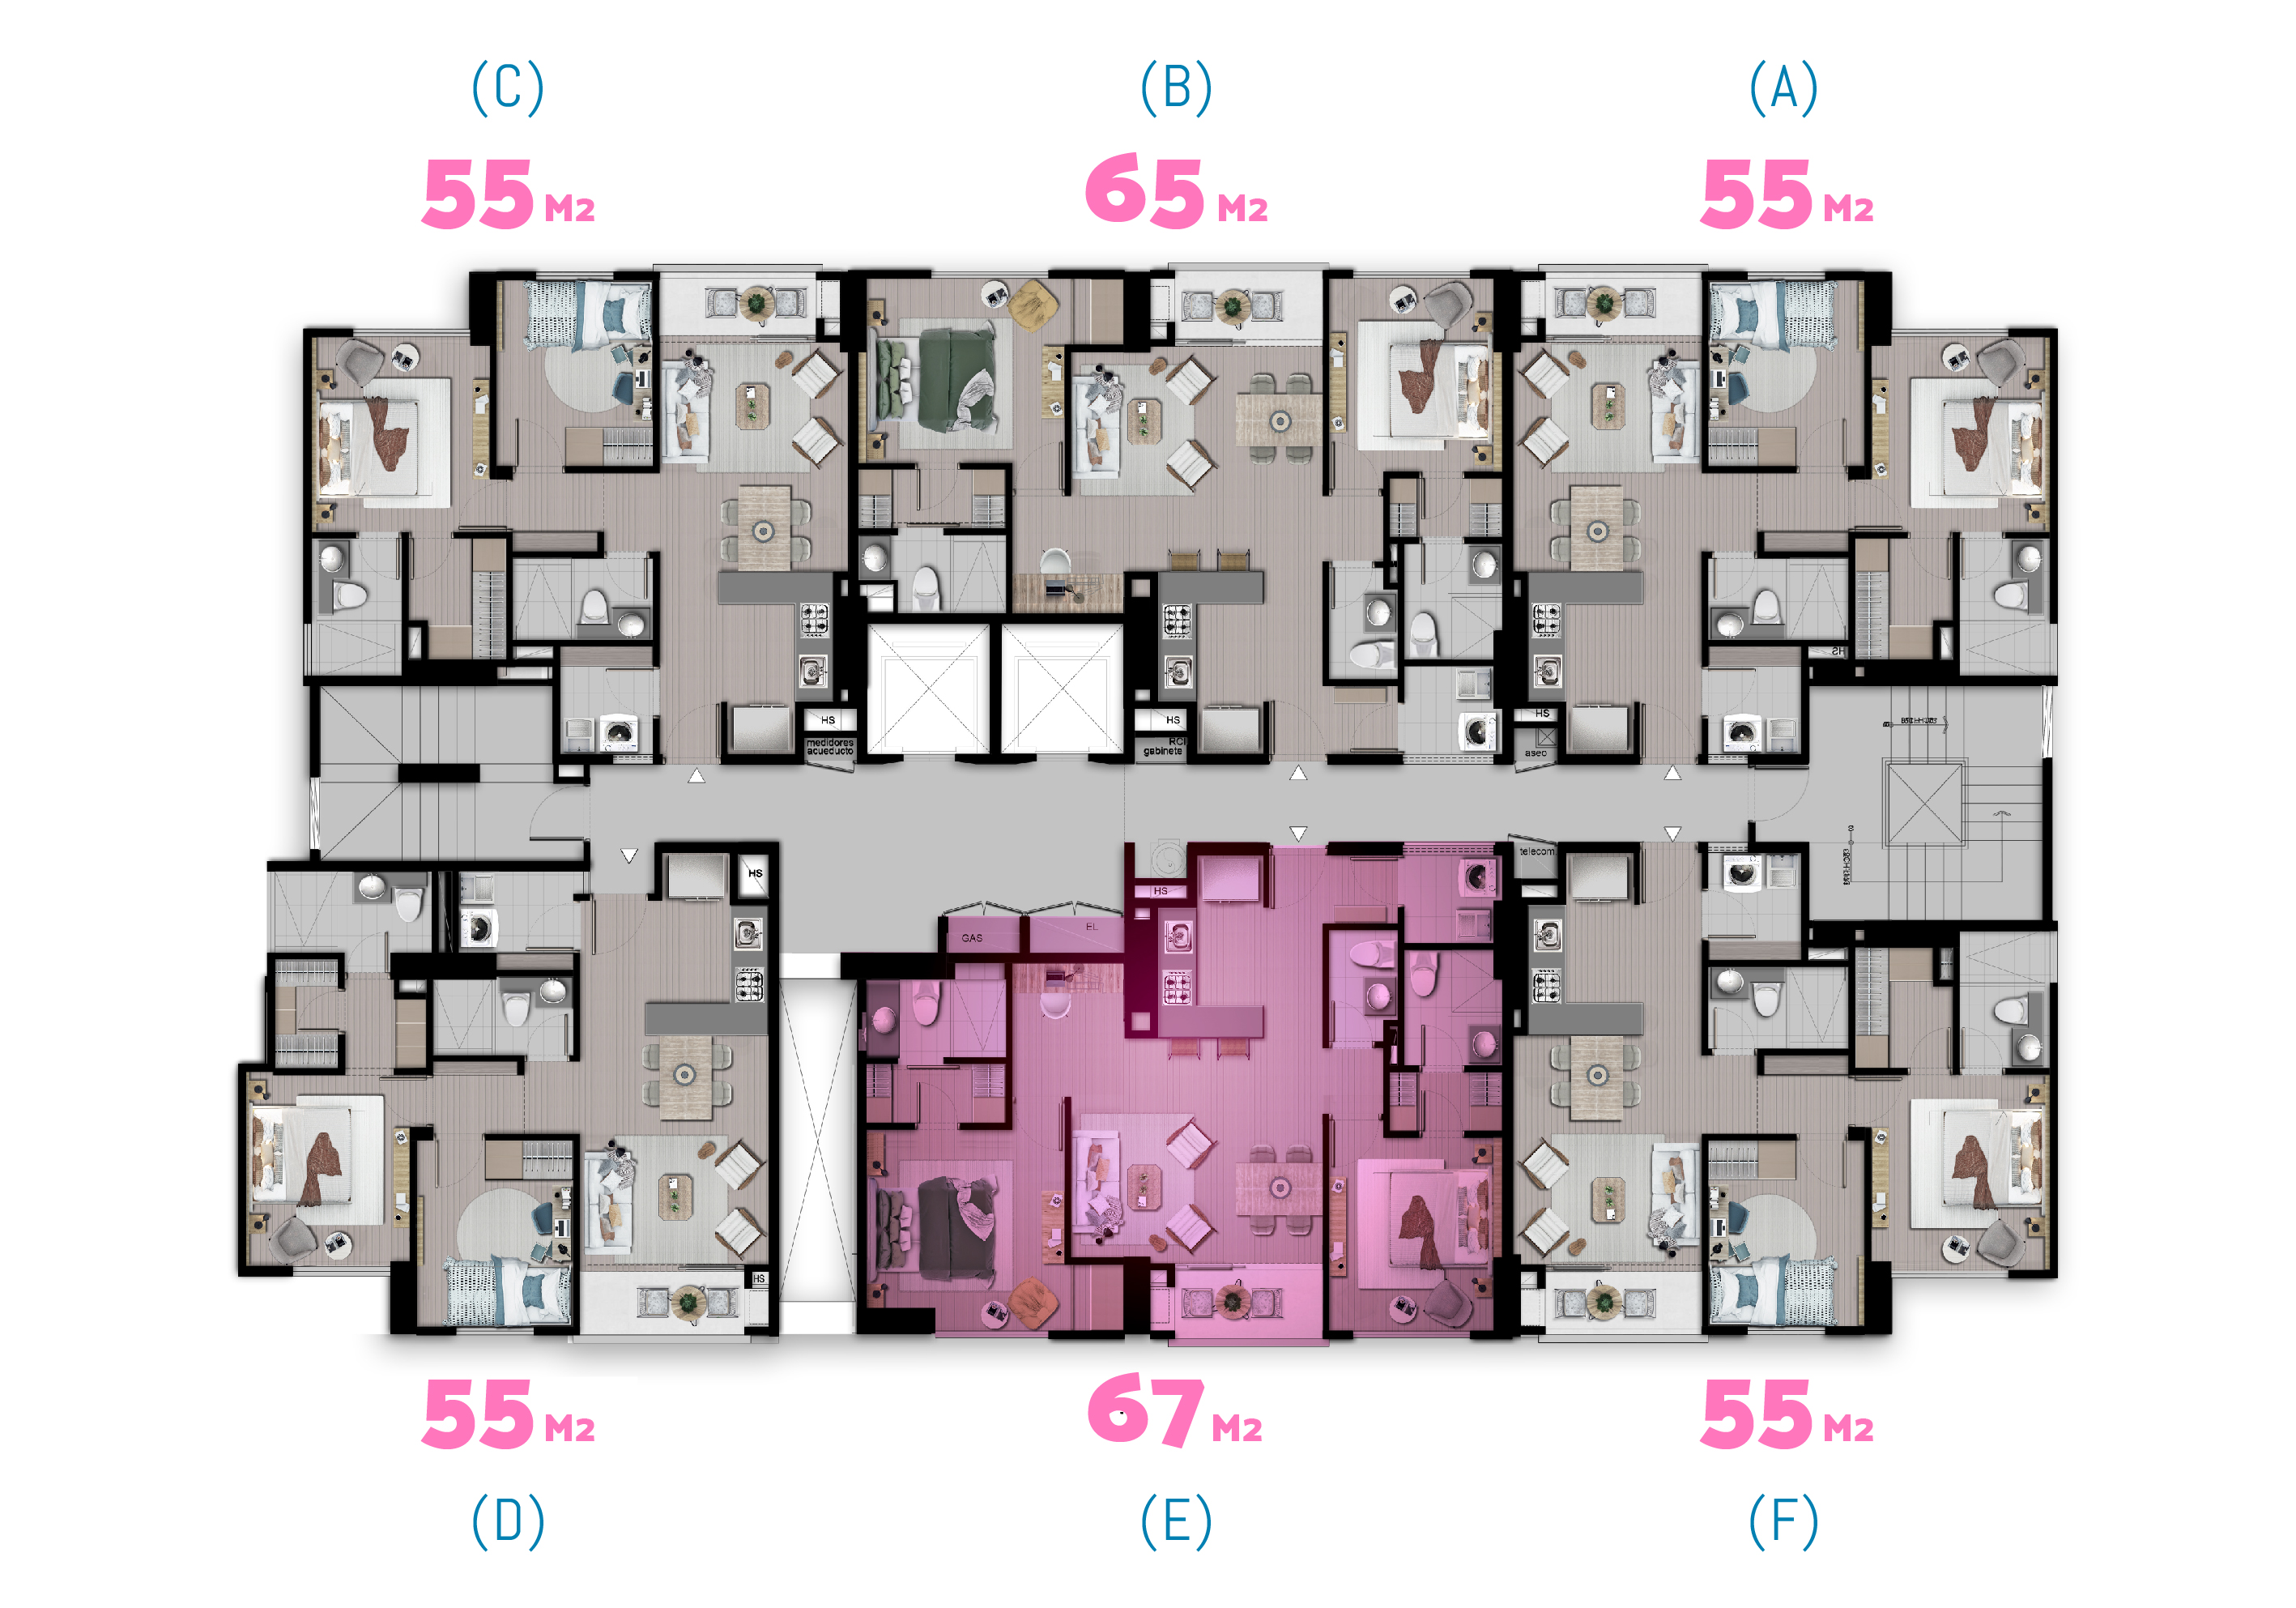 (C)
(B)
(A)
55 M2
65 M2
55 M2
HS
HS
HS
HS
medidores
acueducto
RCI
gabinete
aseo
telecom.
HS
HS
GAS
EL
HS
55 M2
67 M2
55 M2
(D)
(E)
(F)